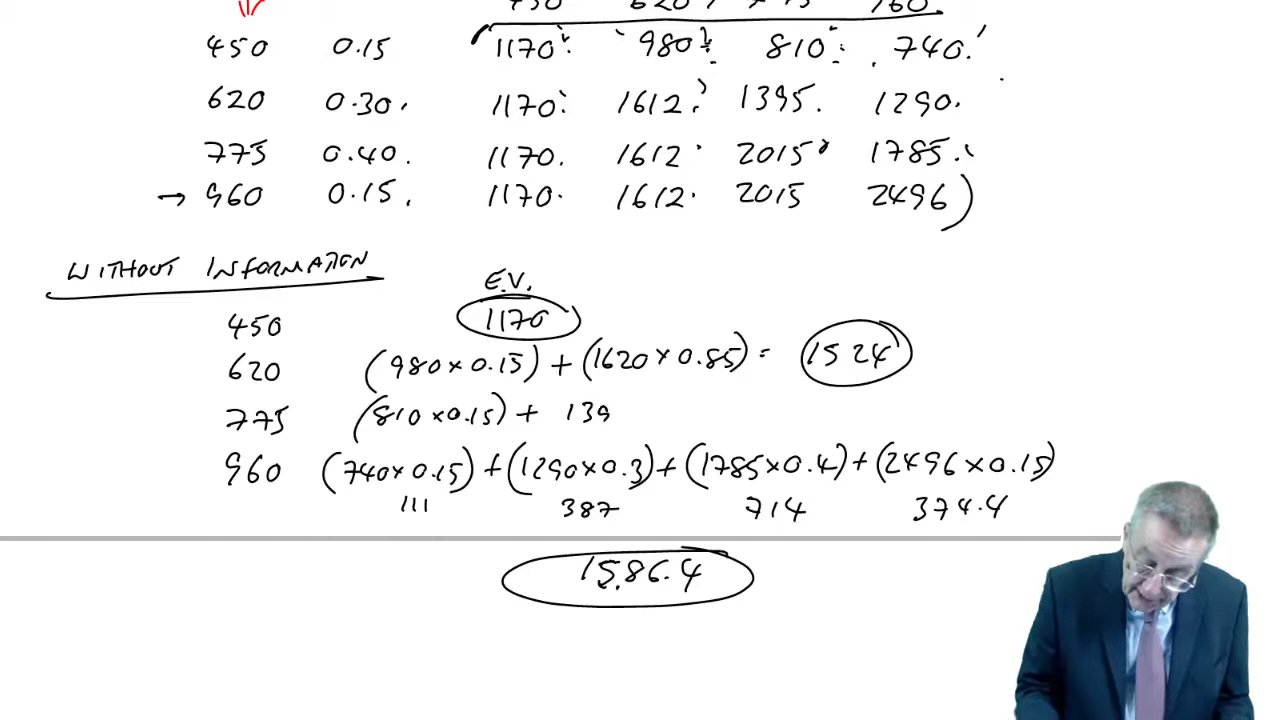 450 0.15 1170 980 810 740
620 0.30 1170 1612 1395 1290
775 0.40 1170 1612 2015 1785
→ 960 0.15 1170 1612 2015 2496)
WITHOUT INFORMATION
E.V.
450 1170
620 (980 x 0.15) + (1620 x 0.85) = 1524
775 (810 x 0.15) + 139
960 (740 x 0.15) + (1290 x 0.3) + (1785 x 0.4) + (2496 x 0.15)
111 387 714 374.4
1586.4